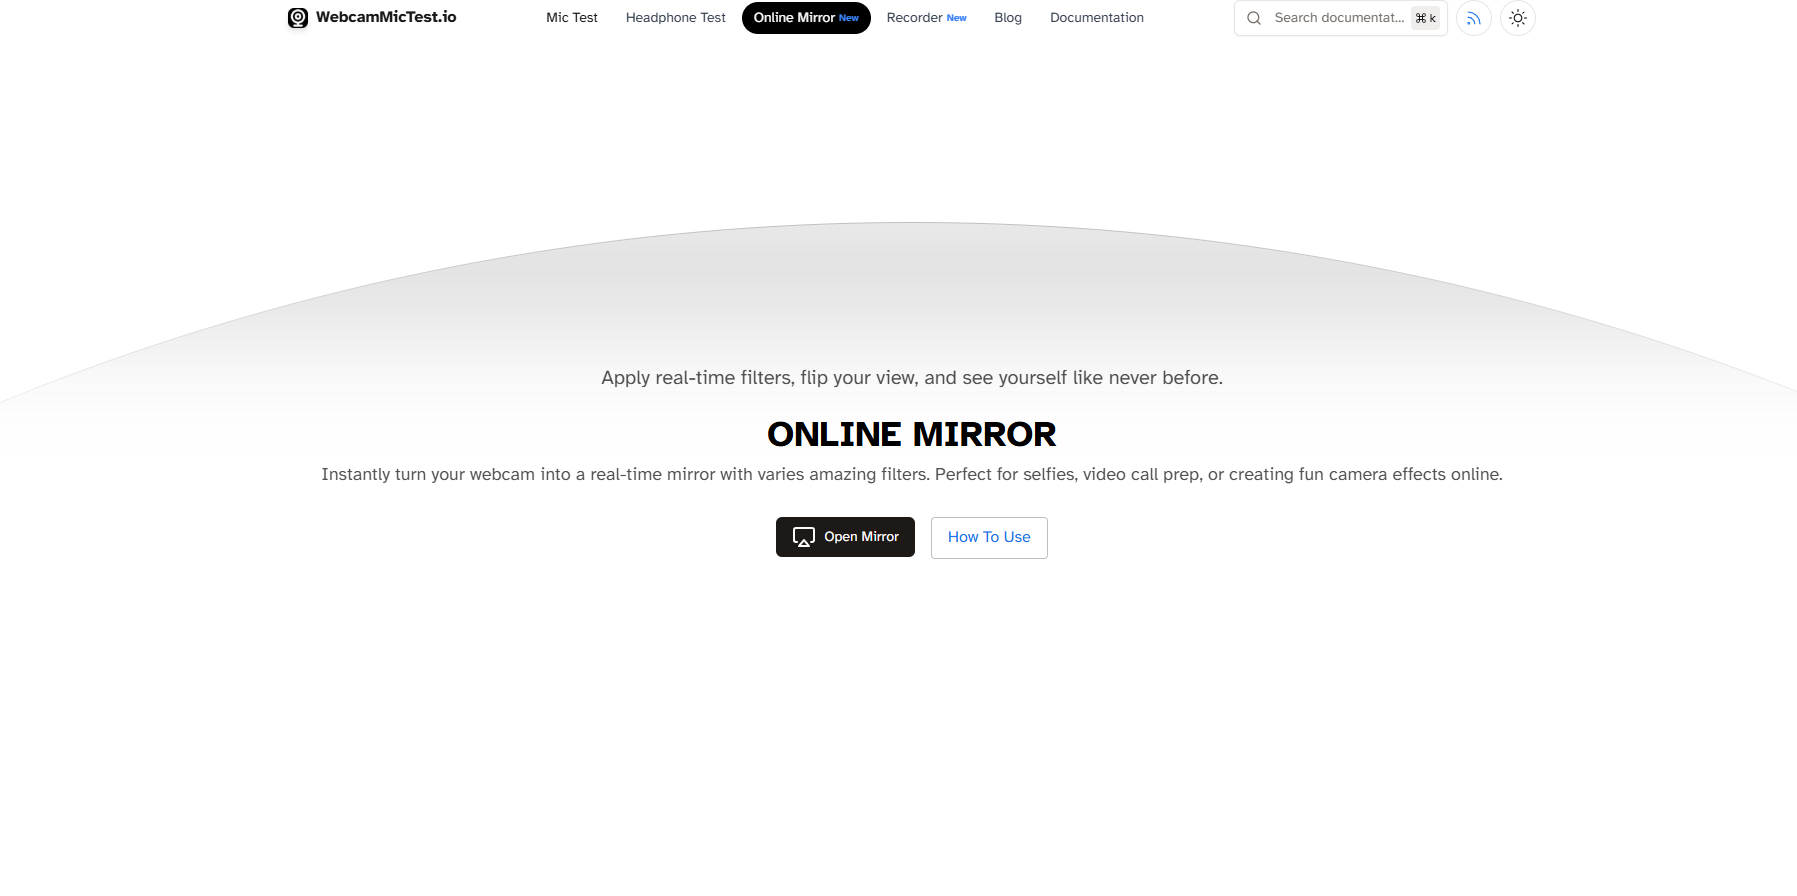 WebcamMicTest.io
Mic Test
Headphone Test
Online Mirror New
Recorder New
Blog
Documentation
Search documentat...
⌘ k
Apply real-time filters, flip your view, and see yourself like never before.
ONLINE MIRROR
Instantly turn your webcam into a real-time mirror with varies amazing filters. Perfect for selfies, video call prep, or creating fun camera effects online.
Open Mirror
How To Use